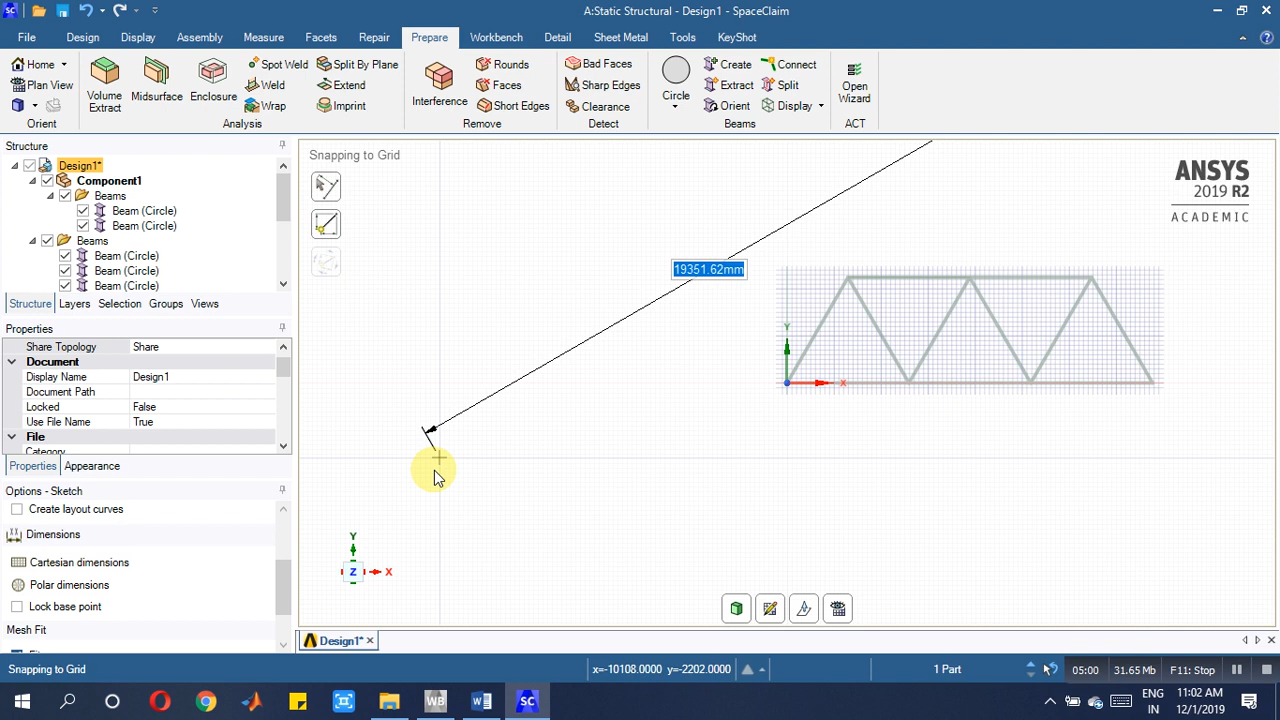 A:Static Structural - Design1 - SpaceClaim
File Design Display Assembly Measure Facets Repair Prepare Workbench Detail Sheet Metal Tools KeyShot
Home
Plan View
Orient
Volume Extract
Midsurface
Enclosure
Spot Weld
Weld
Wrap
Split By Plane
Extend
Imprint
Analysis
Interference
Rounds
Faces
Short Edges
Remove
Bad Faces
Sharp Edges
Clearance
Detect
Circle
Create
Extract
Orient
Connect
Split
Display
Beams
Open Wizard
ACT
Structure
Design1*
Component1
Beams
Beam (Circle)
Beam (Circle)
Beams
Beam (Circle)
Beam (Circle)
Beam (Circle)
Structure Layers Selection Groups Views
Properties
Share Topology Share
Document
Display Name Design1
Document Path
Locked False
Use File Name True
File
Category
Properties Appearance
Options - Sketch
Create layout curves
Dimensions
Cartesian dimensions
Polar dimensions
Lock base point
Mesh Fit
Snapping to Grid
ANSYS
2019 R2
ACADEMIC
19351.62mm
Y
X
Y
Z X
Design1*
Snapping to Grid x=-10108.0000 y=-2202.0000 1 Part 05:00 31.65 Mb F11: Stop
SC
WB
SC
ENG
IN
11:02 AM
12/1/2019